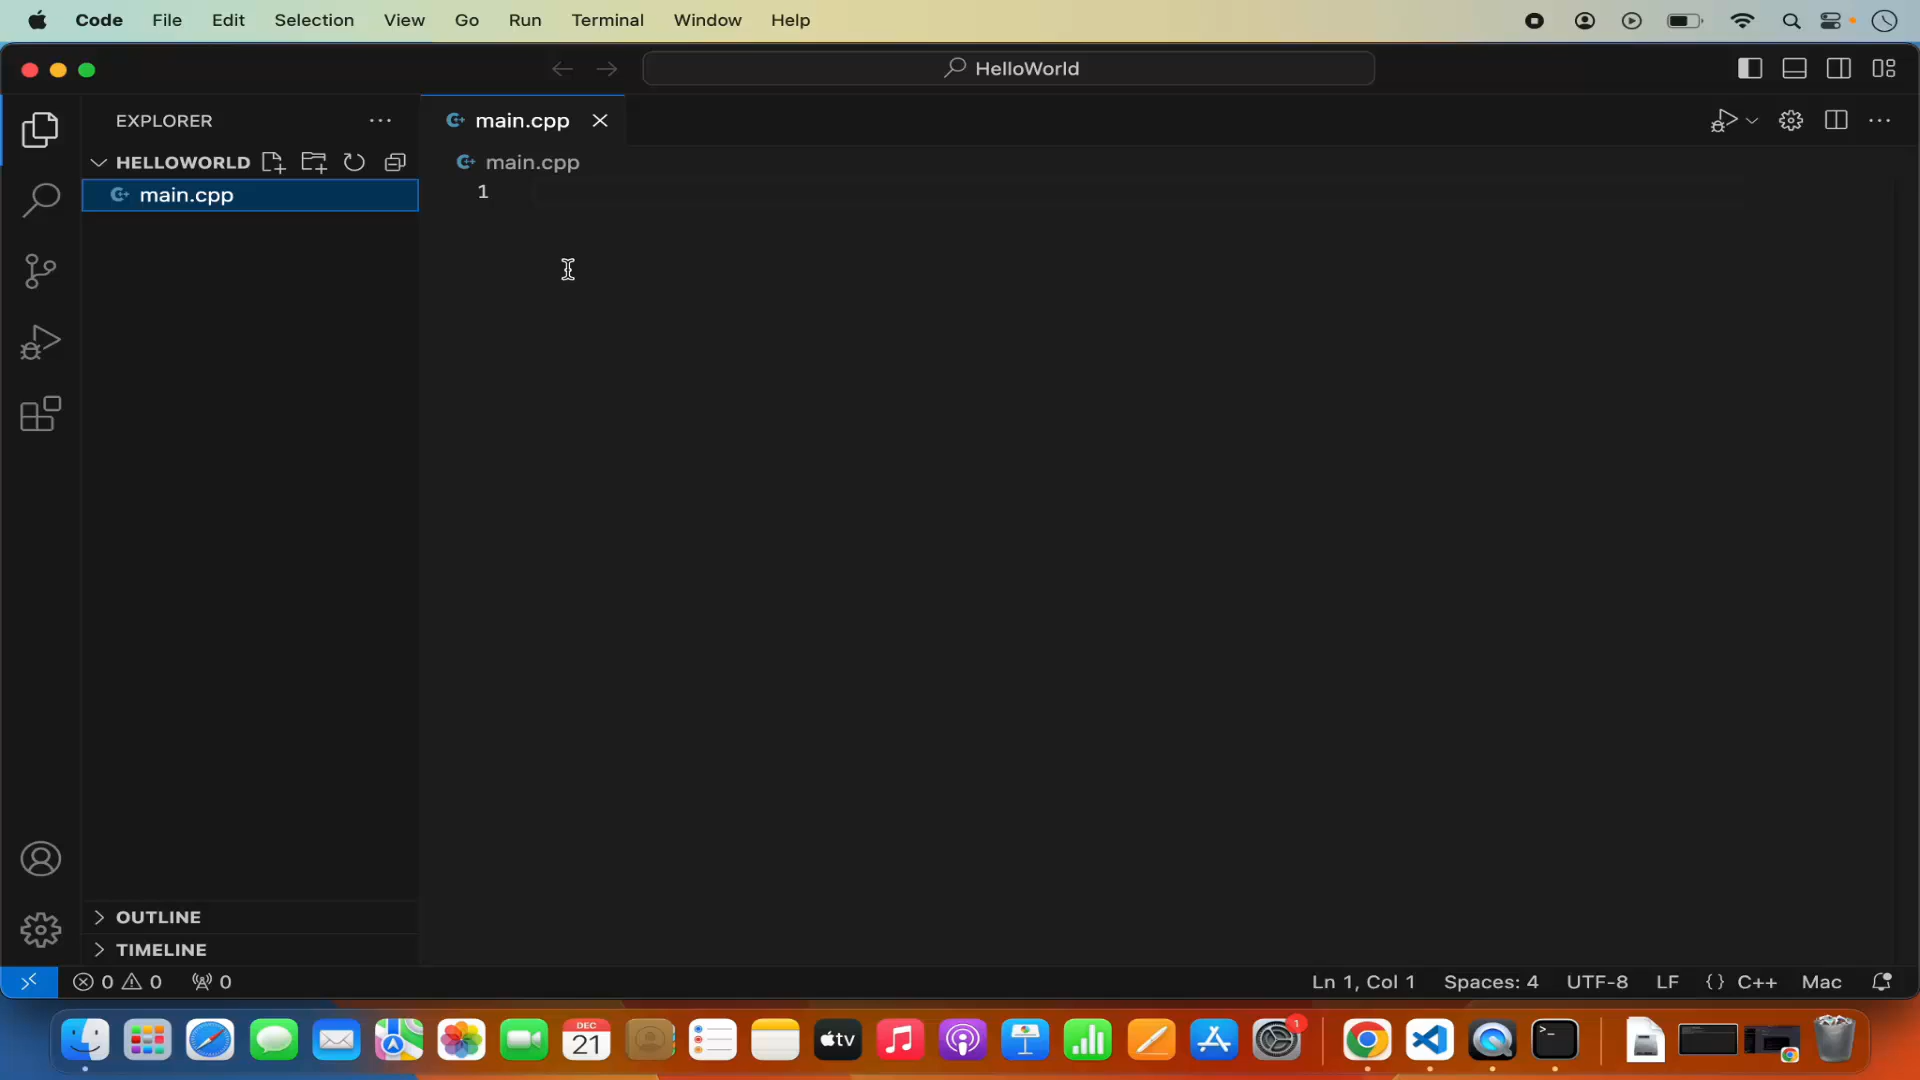 Code File Edit Selection View Go Run Terminal Window Help
HelloWorld
EXPLORER
main.cpp
HELLOWORLD
main.cpp
main.cpp
1
OUTLINE
TIMELINE
0 0 0
Ln 1, Col 1 Spaces: 4 UTF-8 LF {} C++ Mac
DEC
21
tv
1
>_